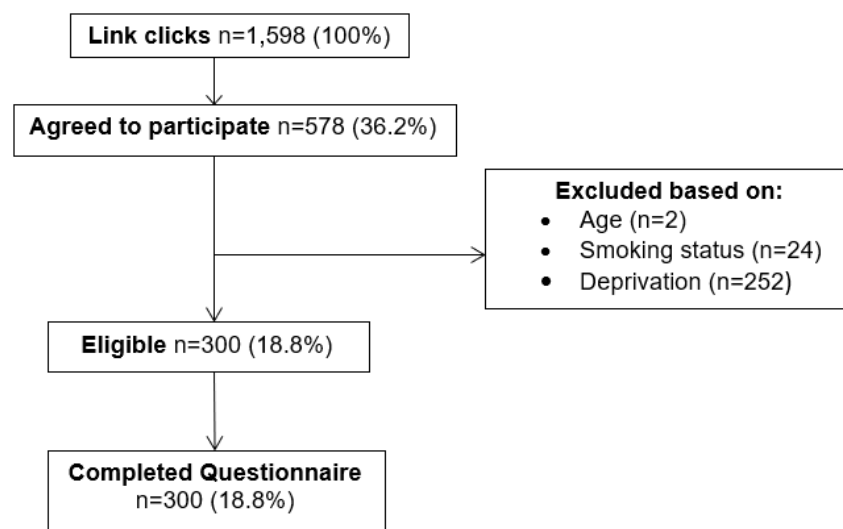 Link clicks n=1,598 (100%)
Agreed to participate n=578 (36.2%)
Excluded based on:
• Age (n=2)
• Smoking status (n=24)
• Deprivation (n=252)
Eligible n=300 (18.8%)
Completed Questionnaire
n=300 (18.8%)